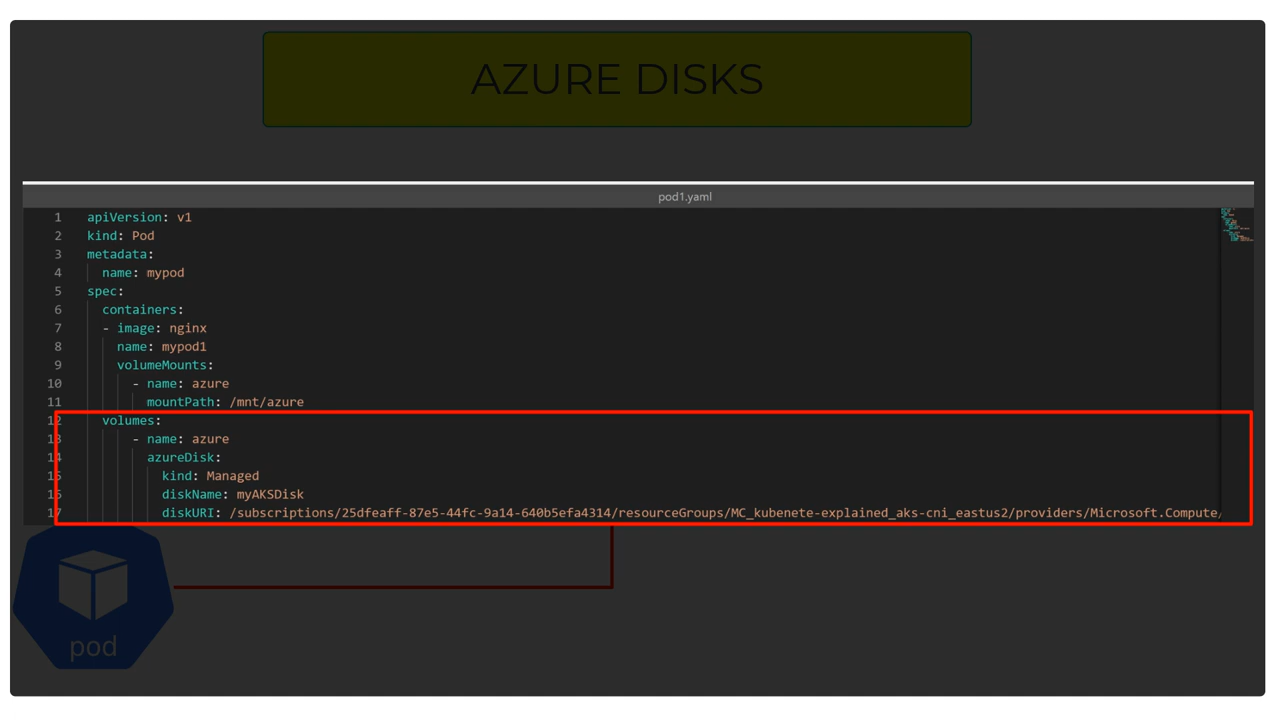 AZURE DISKS
pod1.yaml
1 apiVersion: v1
2 kind: Pod
3 metadata:
4 name: mypod
5 spec:
6 containers:
7 - image: nginx
8 name: mypod1
9 volumeMounts:
10 - name: azure
11 mountPath: /mnt/azure
12 volumes:
13 - name: azure
14 azureDisk:
15 kind: Managed
16 diskName: myAKSDisk
17 diskURI: /subscriptions/25dfeaff-87e5-44fc-9a14-640b5efa4314/resourceGroups/MC_kubenete-explained_aks-cni_eastus2/providers/Microsoft.Compute/
pod